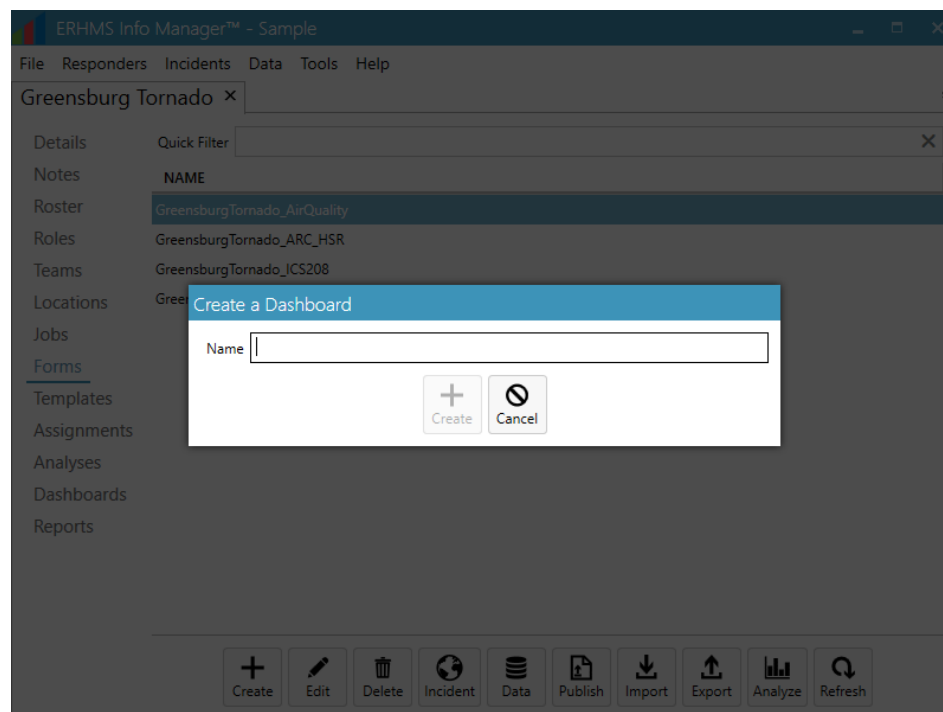 ERHMS Info Manager™ - Sample
File Responders Incidents Data Tools Help
Greensburg Tornado ×
Details
Quick Filter
Notes
NAME
Roster
GreensburgTornado_AirQuality
Roles
GreensburgTornado_ARC_HSR
Teams
GreensburgTornado_ICS208
Locations
Gree
Create a Dashboard
Jobs
Name
Forms
Templates
Create
Cancel
Assignments
Analyses
Dashboards
Reports
Create Edit Delete Incident Data Publish Import Export Analyze Refresh